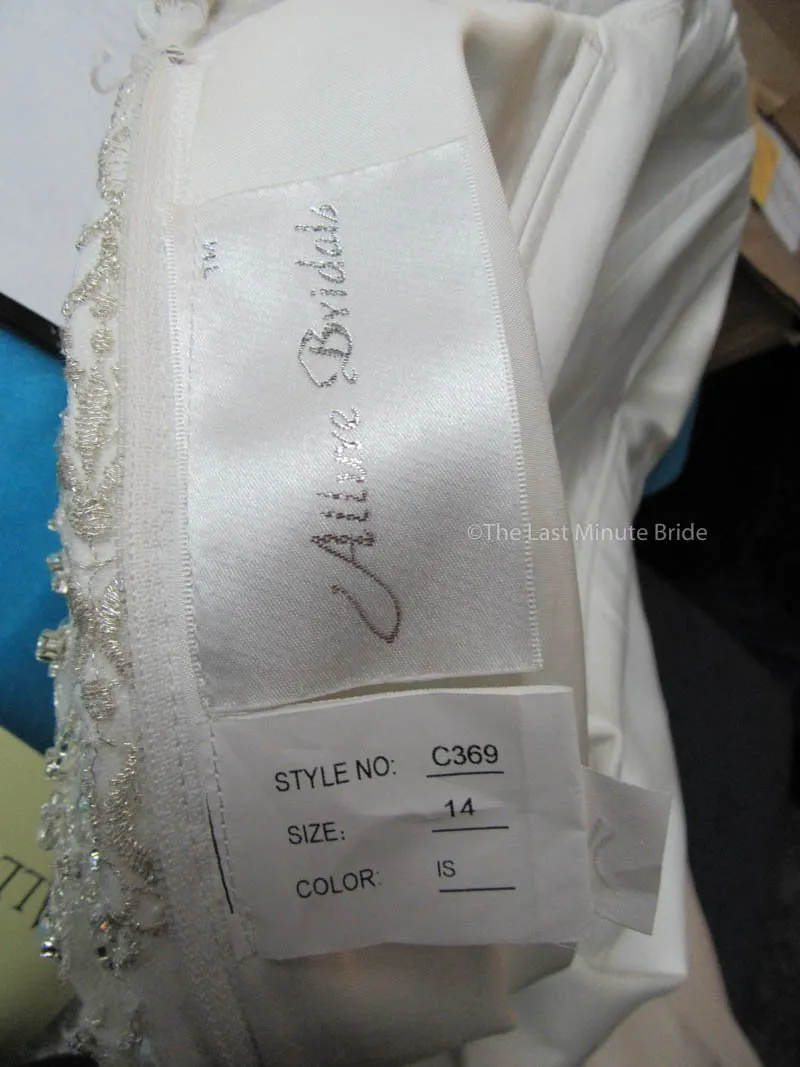 Allure Bridals
TM
©The Last Minute Bride
STYLE NO: C369
SIZE: 14
COLOR: IS